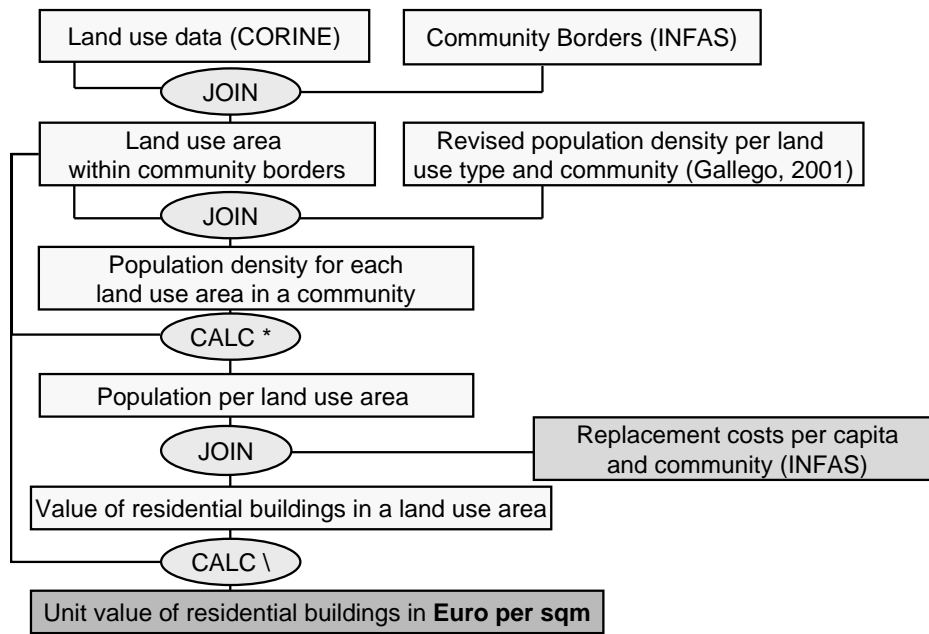 Land use data (CORINE)
Community Borders (INFAS)
JOIN
Land use area
within community borders
Revised population density per land
use type and community (Gallego, 2001)
JOIN
Population density for each
land use area in a community
CALC *
Population per land use area
JOIN
Replacement costs per capita
and community (INFAS)
Value of residential buildings in a land use area
CALC \
Unit value of residential buildings in Euro per sqm